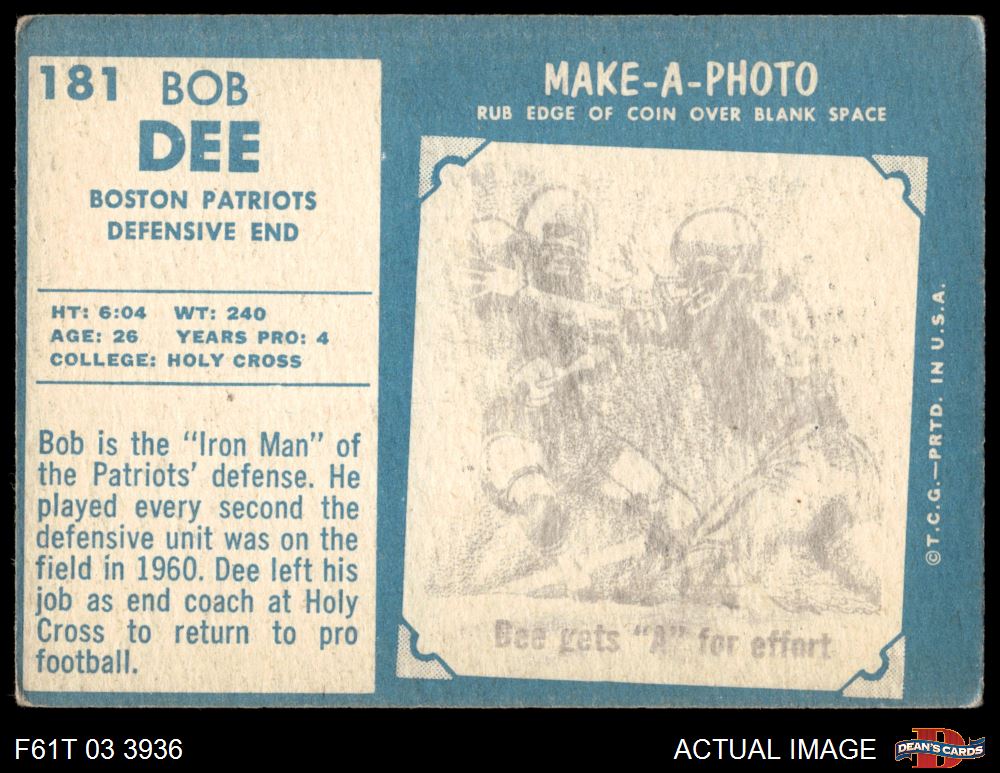 181 BOB
DEE
BOSTON PATRIOTS
DEFENSIVE END
HT: 6:04 WT: 240
AGE: 26 YEARS PRO: 4
COLLEGE: HOLY CROSS
Bob is the "Iron Man" of
the Patriots' defense. He
played every second the
defensive unit was on the
field in 1960. Dee left his
job as end coach at Holy
Cross to return to pro
football.
MAKE-A-PHOTO
RUB EDGE OF COIN OVER BLANK SPACE
Dee gets "A" for effort
©T.C.G.—PRTD. IN U.S.A.
F61T 03 3936
ACTUAL IMAGE
DEAN'S CARDS